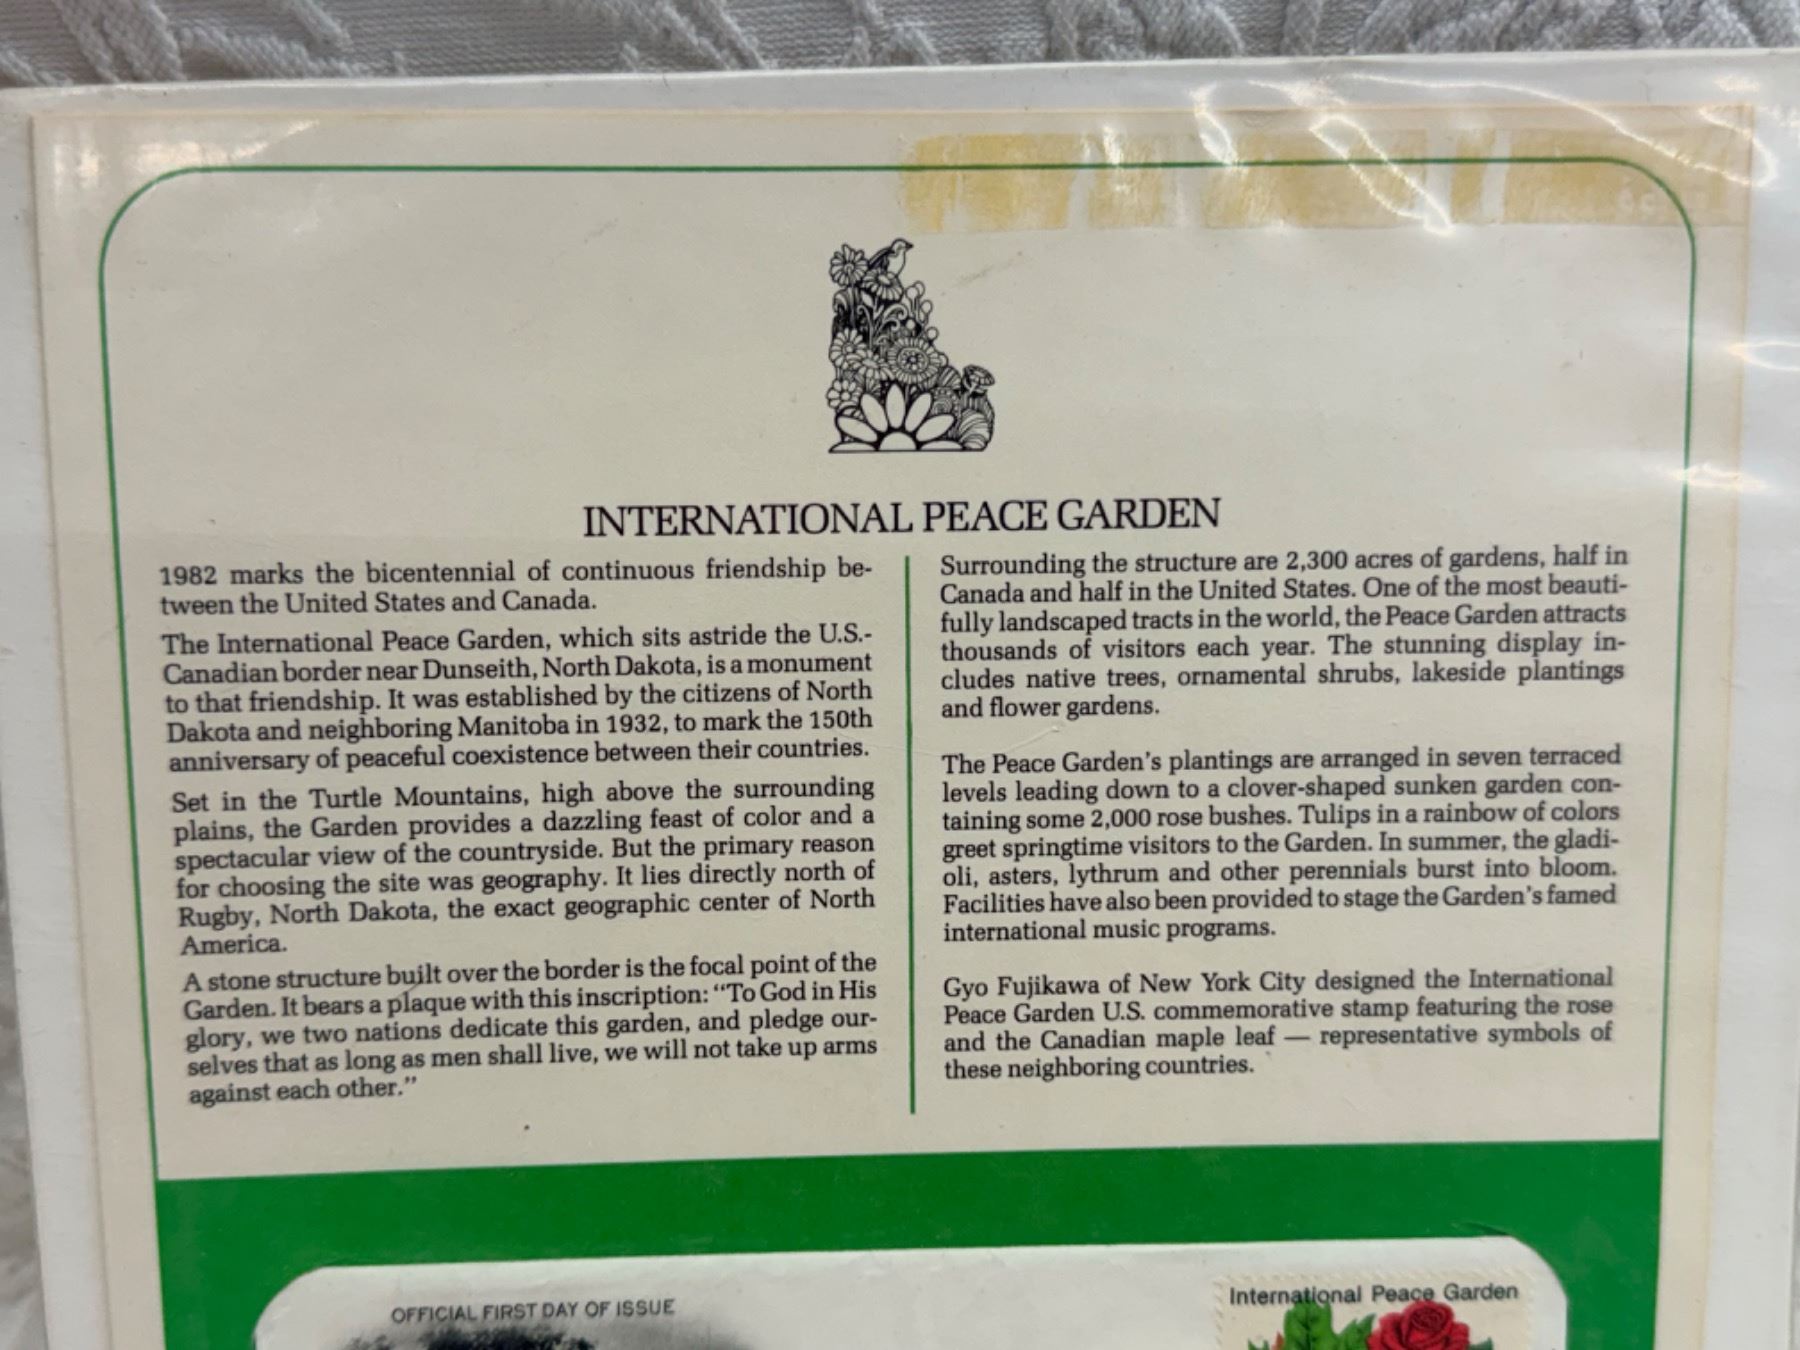 INTERNATIONAL PEACE GARDEN
1982 marks the bicentennial of continuous friendship be-
tween the United States and Canada.
The International Peace Garden, which sits astride the U.S.-
Canadian border near Dunseith, North Dakota, is a monument
to that friendship. It was established by the citizens of North
Dakota and neighboring Manitoba in 1932, to mark the 150th
anniversary of peaceful coexistence between their countries.
Set in the Turtle Mountains, high above the surrounding
plains, the Garden provides a dazzling feast of color and a
spectacular view of the countryside. But the primary reason
for choosing the site was geography. It lies directly north of
Rugby, North Dakota, the exact geographic center of North
America.
A stone structure built over the border is the focal point of the
Garden. It bears a plaque with this inscription: "To God in His
glory, we two nations dedicate this garden, and pledge our-
selves that as long as men shall live, we will not take up arms
against each other."
Surrounding the structure are 2,300 acres of gardens, half in
Canada and half in the United States. One of the most beauti-
fully landscaped tracts in the world, the Peace Garden attracts
thousands of visitors each year. The stunning display in-
cludes native trees, ornamental shrubs, lakeside plantings
and flower gardens.
The Peace Garden's plantings are arranged in seven terraced
levels leading down to a clover-shaped sunken garden con-
taining some 2,000 rose bushes. Tulips in a rainbow of colors
greet springtime visitors to the Garden. In summer, the gladi-
oli, asters, lythrum and other perennials burst into bloom.
Facilities have also been provided to stage the Garden's famed
international music programs.
Gyo Fujikawa of New York City designed the International
Peace Garden U.S. commemorative stamp featuring the rose
and the Canadian maple leaf — representative symbols of
these neighboring countries.
OFFICIAL FIRST DAY OF ISSUE
International Peace Garden